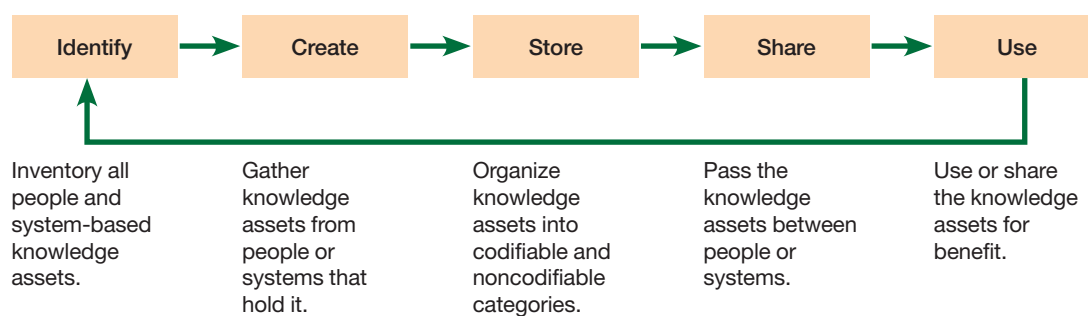 Identify
Create
Store
Share
Use
Inventory all
people and
system-based
knowledge
assets.
Gather
knowledge
assets from
people or
systems that
hold it.
Organize
knowledge
assets into
codifiable and
noncodifiable
categories.
Pass the
knowledge
assets between
people or
systems.
Use or share
the knowledge
assets for
benefit.